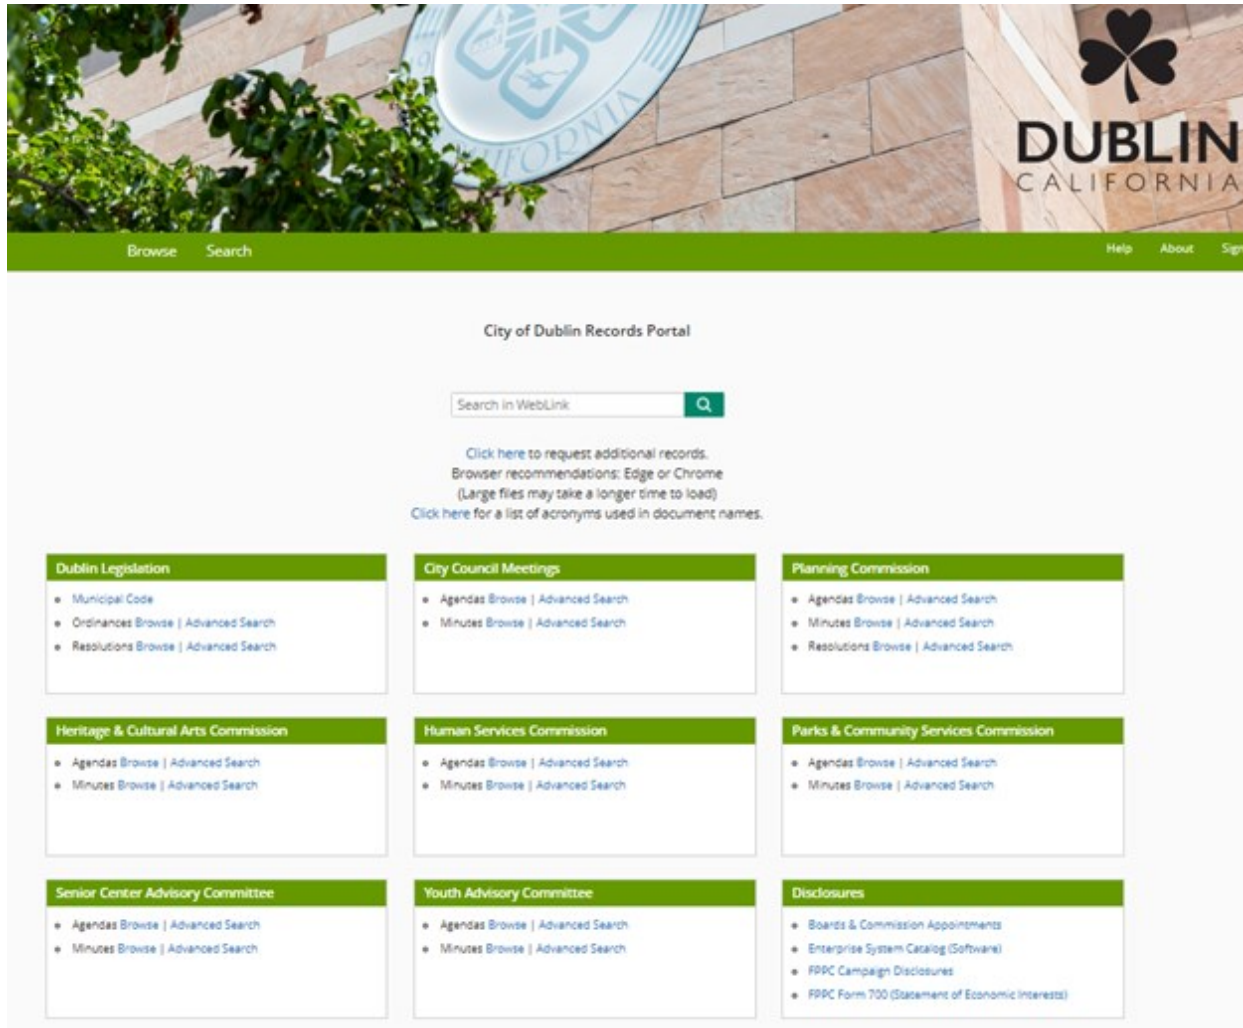 CALIFORNIA
DUBLIN
CALIFORNIA
Browse Search Help About Sign
City of Dublin Records Portal
Search in WebLink
Click here to request additional records.
Browser recommendations: Edge or Chrome
(Large files may take a longer time to load)
Click here for a list of acronyms used in document names.
Dublin Legislation
Municipal Code
Ordinances Browse | Advanced Search
Resolutions Browse | Advanced Search
City Council Meetings
Agendas Browse | Advanced Search
Minutes Browse | Advanced Search
Planning Commission
Agendas Browse | Advanced Search
Minutes Browse | Advanced Search
Resolutions Browse | Advanced Search
Heritage & Cultural Arts Commission
Agendas Browse | Advanced Search
Minutes Browse | Advanced Search
Human Services Commission
Agendas Browse | Advanced Search
Minutes Browse | Advanced Search
Parks & Community Services Commission
Agendas Browse | Advanced Search
Minutes Browse | Advanced Search
Senior Center Advisory Committee
Agendas Browse | Advanced Search
Minutes Browse | Advanced Search
Youth Advisory Committee
Agendas Browse | Advanced Search
Minutes Browse | Advanced Search
Disclosures
Boards & Commission Appointments
Enterprise System Catalog (Software)
FPPC Campaign Disclosures
FPPC Form 700 (Statement of Economic Interests)